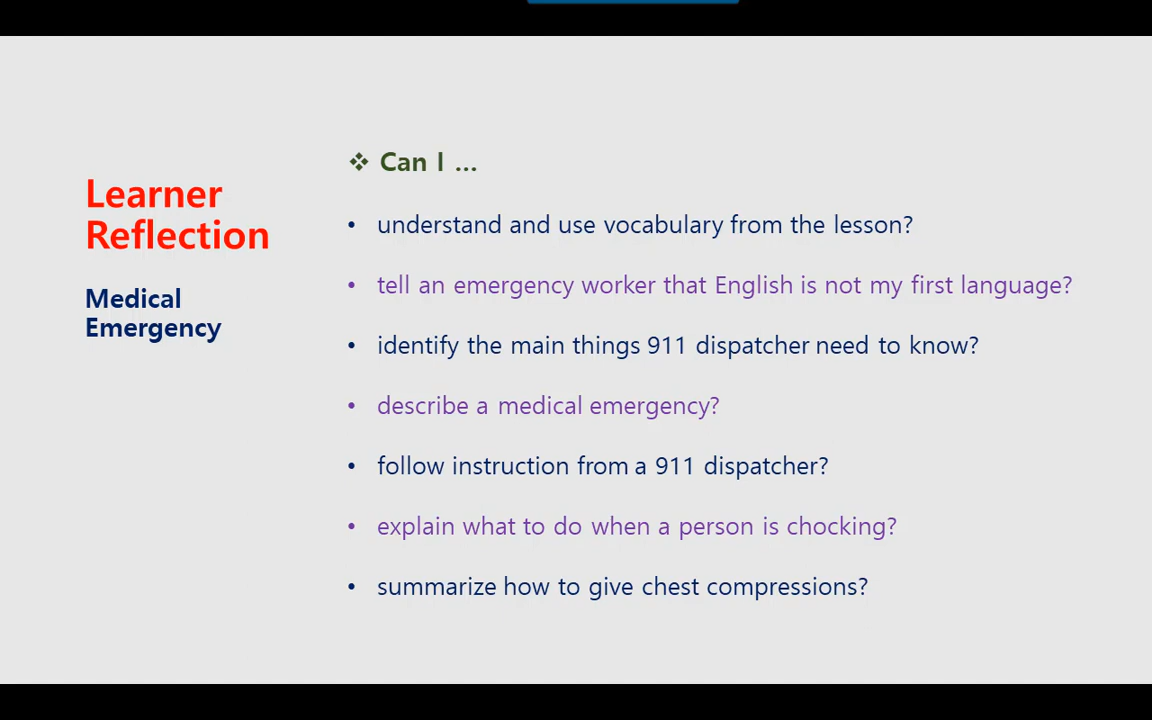 Learner
Reflection
Medical
Emergency
❖ Can I ...
• understand and use vocabulary from the lesson?
• tell an emergency worker that English is not my first language?
• identify the main things 911 dispatcher need to know?
• describe a medical emergency?
• follow instruction from a 911 dispatcher?
• explain what to do when a person is chocking?
• summarize how to give chest compressions?